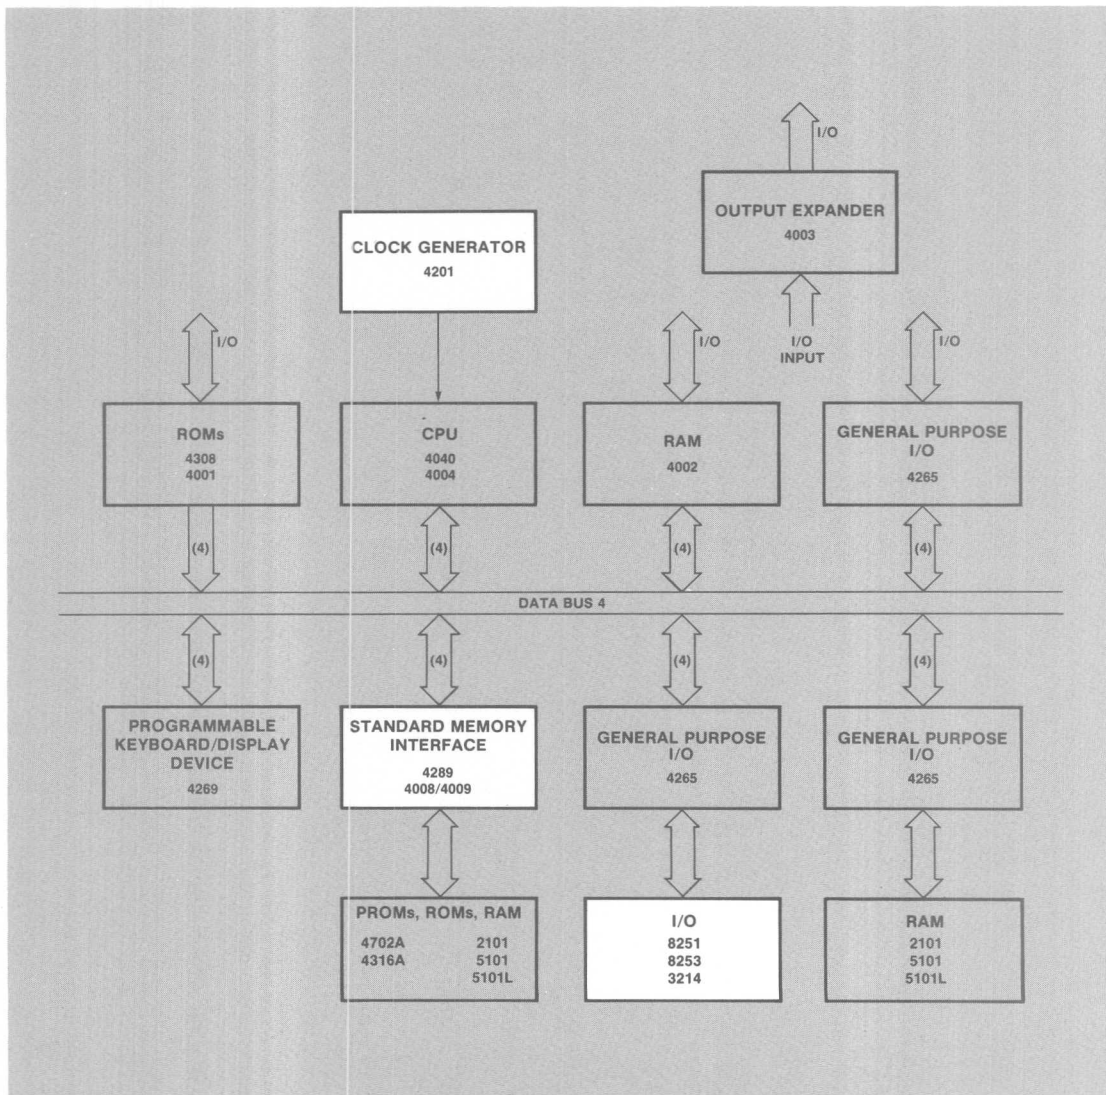 I/O
OUTPUT EXPANDER
4003
CLOCK GENERATOR
4201
I/O
I/O
I/O
INPUT
I/O
ROMs
4308
4001
CPU
4040
4004
RAM
4002
GENERAL PURPOSE
I/O
4265
(4)
(4)
(4)
(4)
DATA BUS 4
(4)
(4)
(4)
(4)
PROGRAMMABLE
KEYBOARD/DISPLAY
DEVICE
4269
STANDARD MEMORY
INTERFACE
4289
4008/4009
GENERAL PURPOSE
I/O
4265
GENERAL PURPOSE
I/O
4265
PROMs, ROMs, RAM
4702A 2101
4316A 5101
5101L
I/O
8251
8253
3214
RAM
2101
5101
5101L